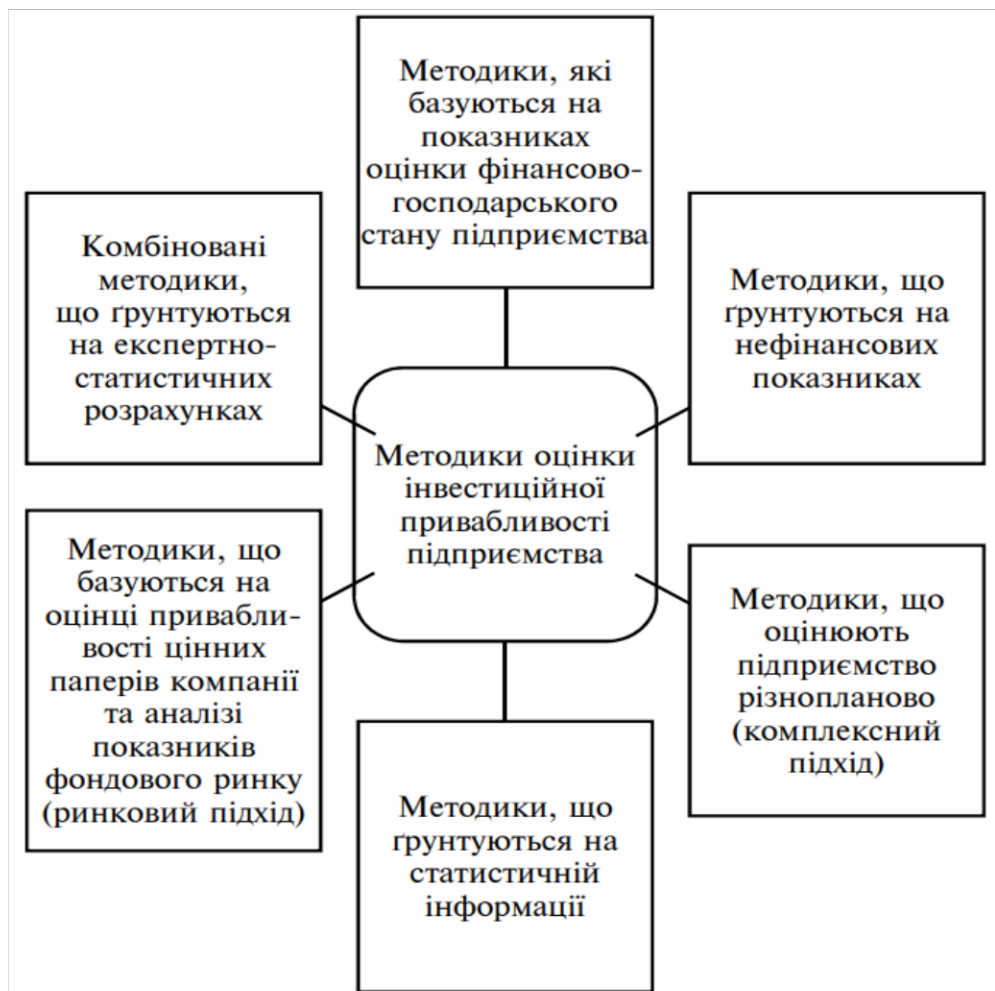 Методики, які
базуються на
показниках
оцінки фінансово-
господарського
стану підприємства
Комбіновані
методики,
що ґрунтуються
на експертно-
статистичних
розрахунках
Методики, що
ґрунтуються на
нефінансових
показниках
Методики оцінки
інвестиційної
привабливості
підприємства
Методики, що
базуються на
оцінці привабли-
вості цінних
паперів компанії
та аналізі
показників
фондового ринку
(ринковий підхід)
Методики, що
оцінюють
підприємство
різнопланово
(комплексний
підхід)
Методики, що
ґрунтуються на
статистичній
інформації